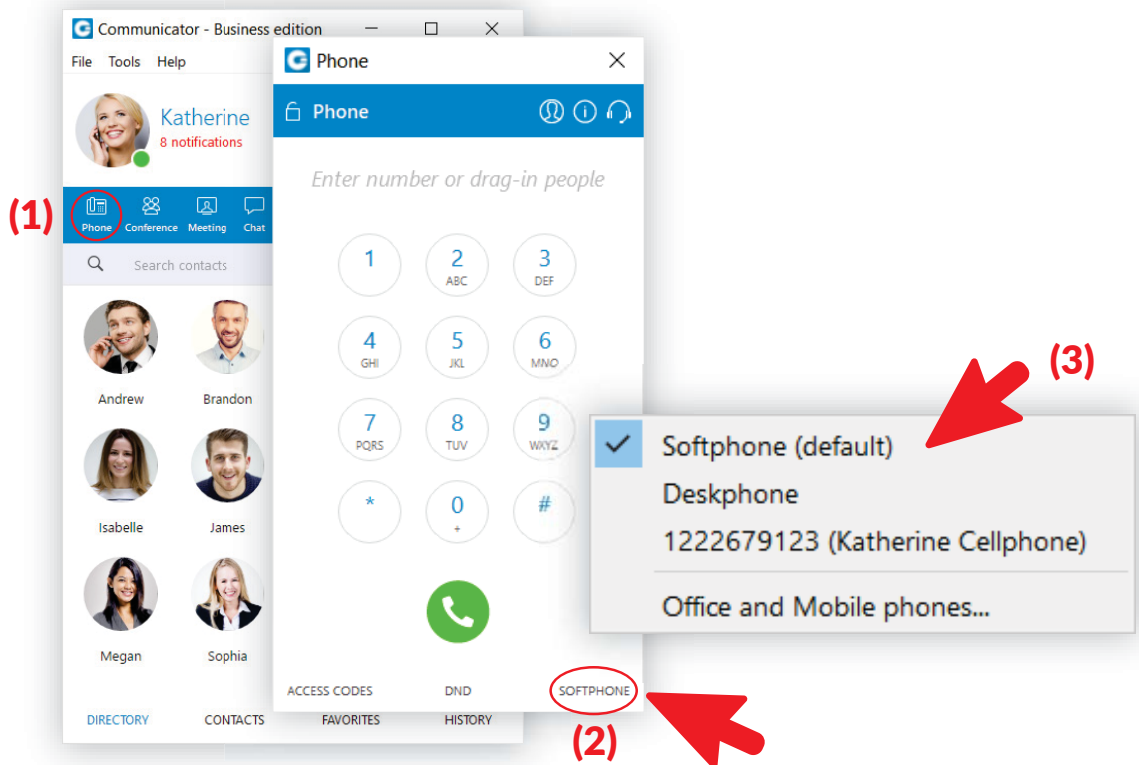 Communicator - Business edition
File Tools Help
Katherine
8 notifications
(1)
Phone Conference Meeting Chat
Search contacts
Andrew Brandon
Isabelle James
Megan Sophia
DIRECTORY CONTACTS FAVORITES HISTORY
Phone
Phone
Enter number or drag-in people
1 2 3
ABC DEF
4 5 6
GHI JKL MNO
7 8 9
PQRS TUV WXYZ
* 0 #
+
ACCESS CODES DND SOFTPHONE
(2)
(3)
Softphone (default)
Deskphone
1222679123 (Katherine Cellphone)
Office and Mobile phones...